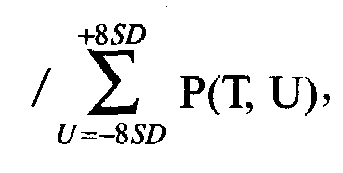 +8SD
/ ∑ P(T, U),
U=−8SD